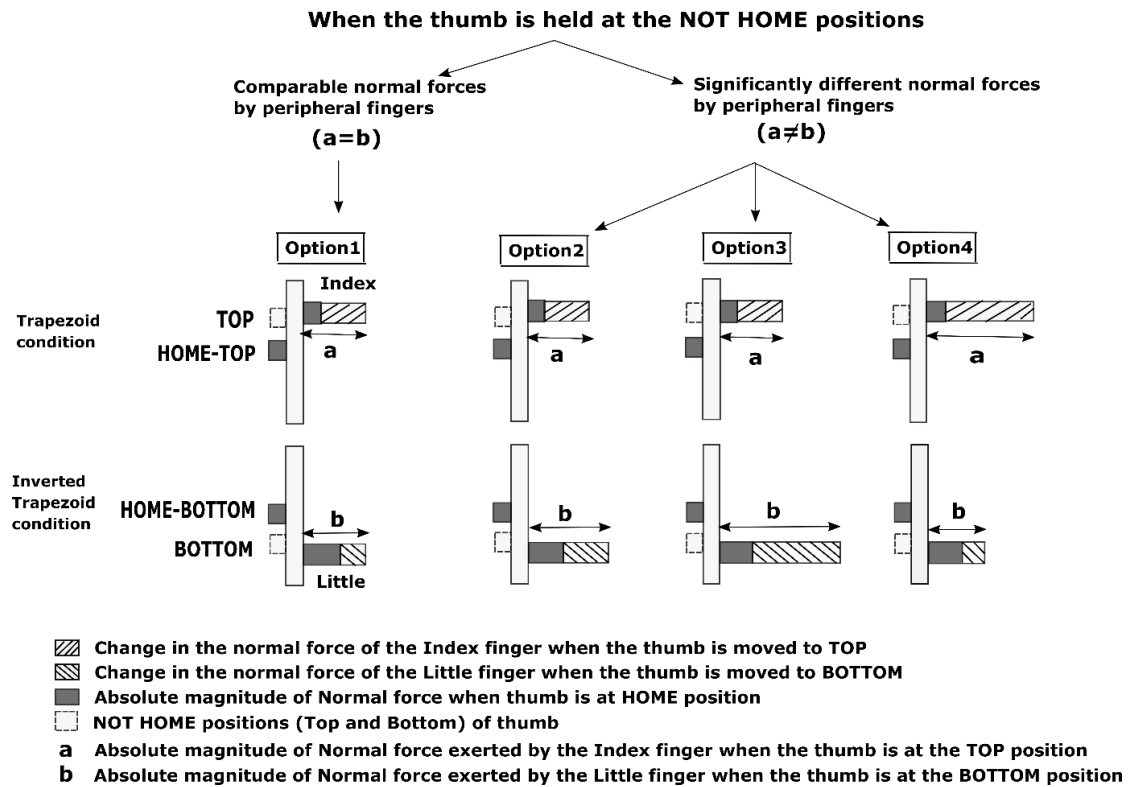 When the thumb is held at the NOT HOME positions
Comparable normal forces
by peripheral fingers
(a=b)
Significantly different normal forces
by peripheral fingers
(a≠b)
Option1
Option2
Option3
Option4
Trapezoid
condition
TOP
HOME-TOP
Index
a
a
a
a
Inverted
Trapezoid
condition
HOME-BOTTOM
BOTTOM
b
b
b
b
Little
Change in the normal force of the Index finger when the thumb is moved to TOP
Change in the normal force of the Little finger when the thumb is moved to BOTTOM
Absolute magnitude of Normal force when thumb is at HOME position
NOT HOME positions (Top and Bottom) of thumb
a Absolute magnitude of Normal force exerted by the Index finger when the thumb is at the TOP position
b Absolute magnitude of Normal force exerted by the Little finger when the thumb is at the BOTTOM position